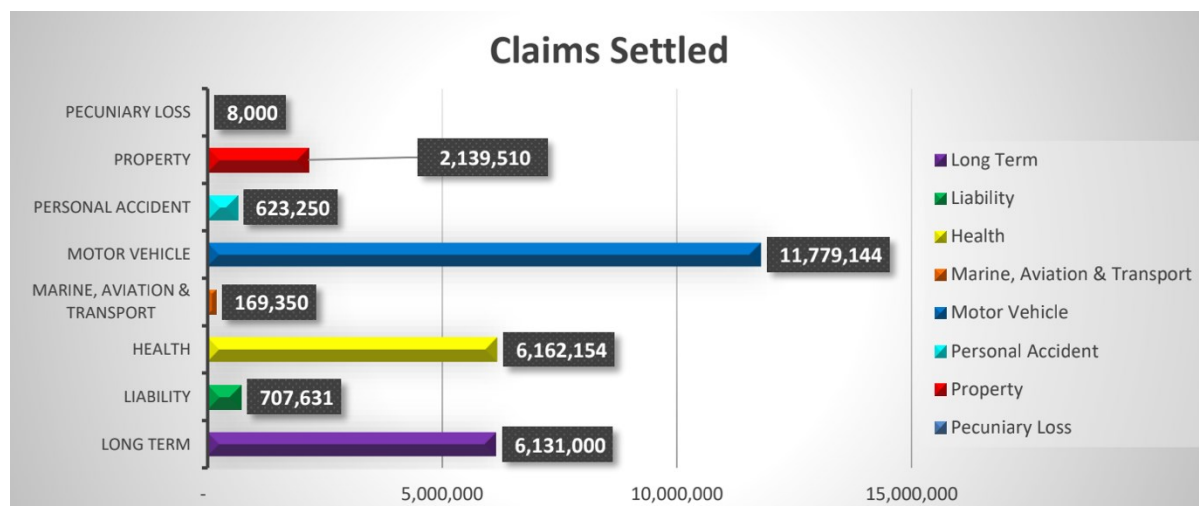 Claims Settled
PECUNIARY LOSS
8,000
PROPERTY
2,139,510
PERSONAL ACCIDENT
623,250
MOTOR VEHICLE
11,779,144
MARINE, AVIATION &
TRANSPORT
169,350
HEALTH
6,162,154
LIABILITY
707,631
LONG TERM
6,131,000
-
5,000,000
10,000,000
15,000,000
Long Term
Liability
Health
Marine, Aviation & Transport
Motor Vehicle
Personal Accident
Property
Pecuniary Loss